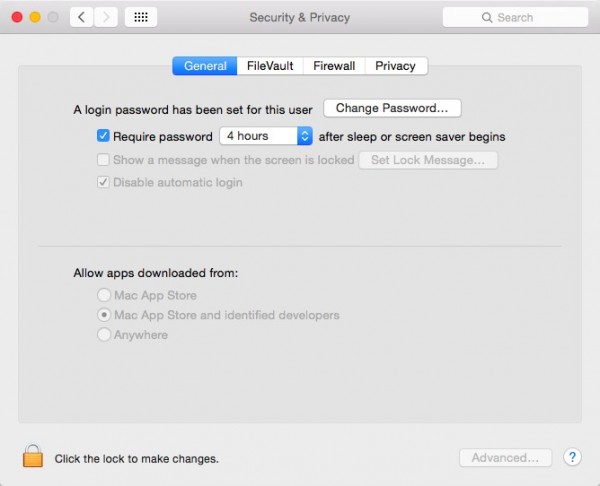 Security & Privacy
Search
General FileVault Firewall Privacy
A login password has been set for this user Change Password...
Require password 4 hours after sleep or screen saver begins
Show a message when the screen is locked Set Lock Message...
Disable automatic login
Allow apps downloaded from:
Mac App Store
Mac App Store and identified developers
Anywhere
Click the lock to make changes. Advanced... ?